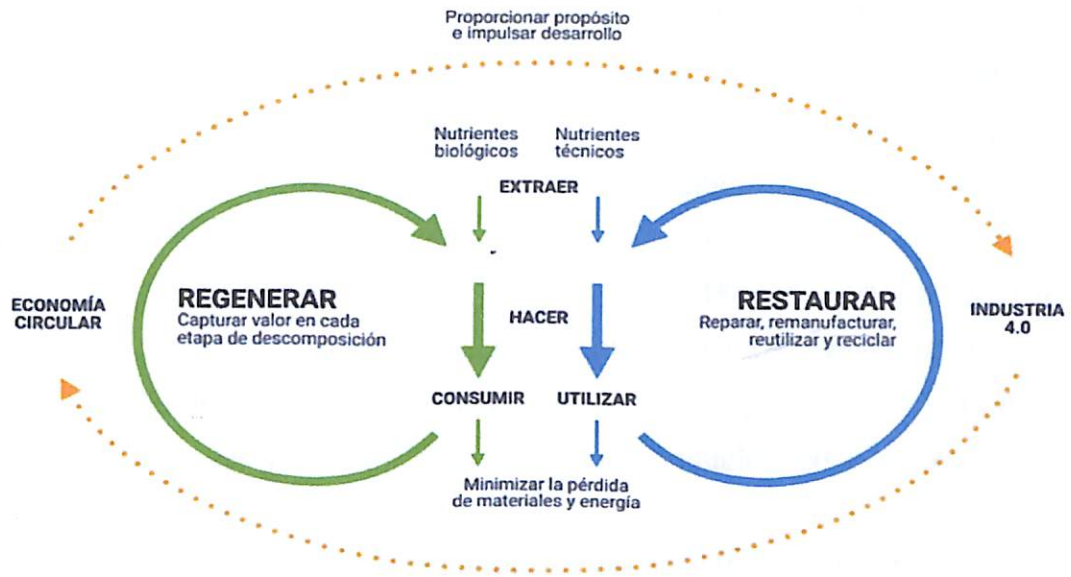 Proporcionar propósito
e impulsar desarrollo
Nutrientes
biológicos
Nutrientes
técnicos
EXTRAER
ECONOMÍA
CIRCULAR
REGENERAR
Capturar valor en cada
etapa de descomposición
HACER
RESTAURAR
Reparar, remanufacturar,
reutilizar y reciclar
INDUSTRIA
4.0
CONSUMIR
UTILIZAR
Minimizar la pérdida
de materiales y energía